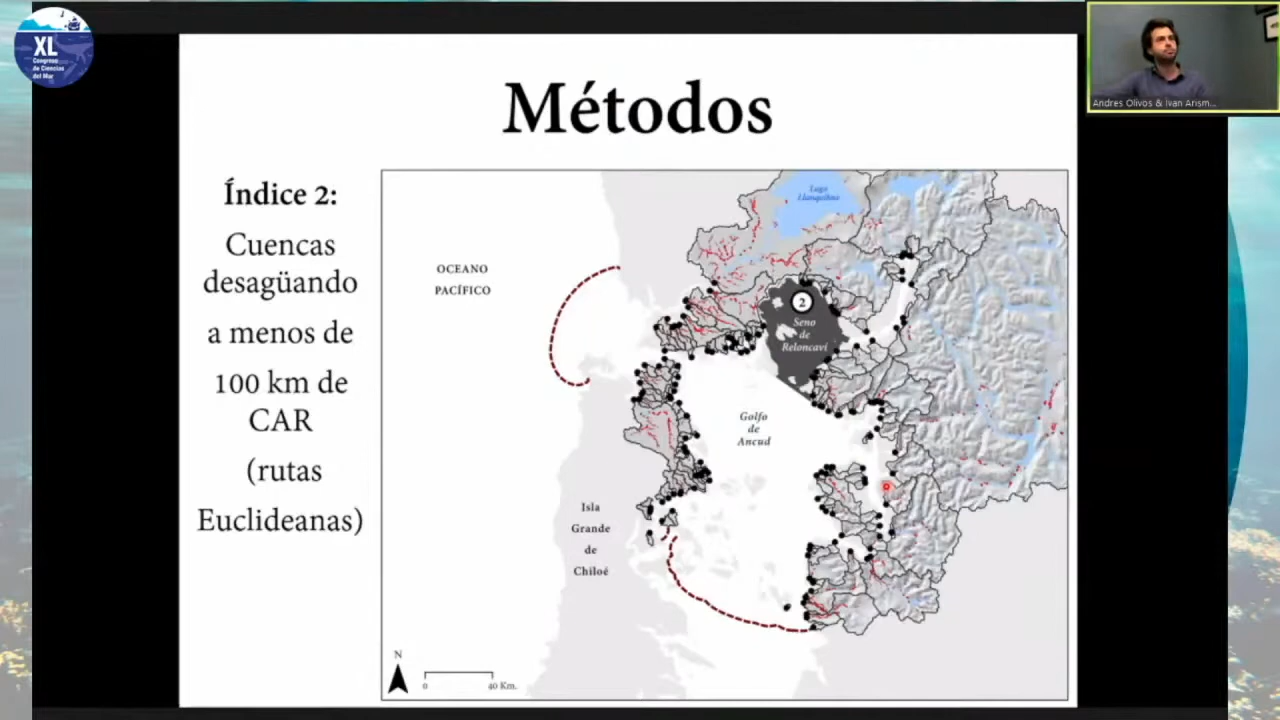 XL
Congreso
de Ciencias
del Mar
Andres Olivos & Ivan Arism...
Métodos
Índice 2:
Cuencas
desagüando
a menos de
100 km de
CAR
(rutas
Euclideanas)
Lago
Llanquihue
OCEANO
PACÍFICO
2
Seno
de
Reloncaví
Golfo
de
Ancud
Isla
Grande
de
Chiloé
N
0
40 Km.